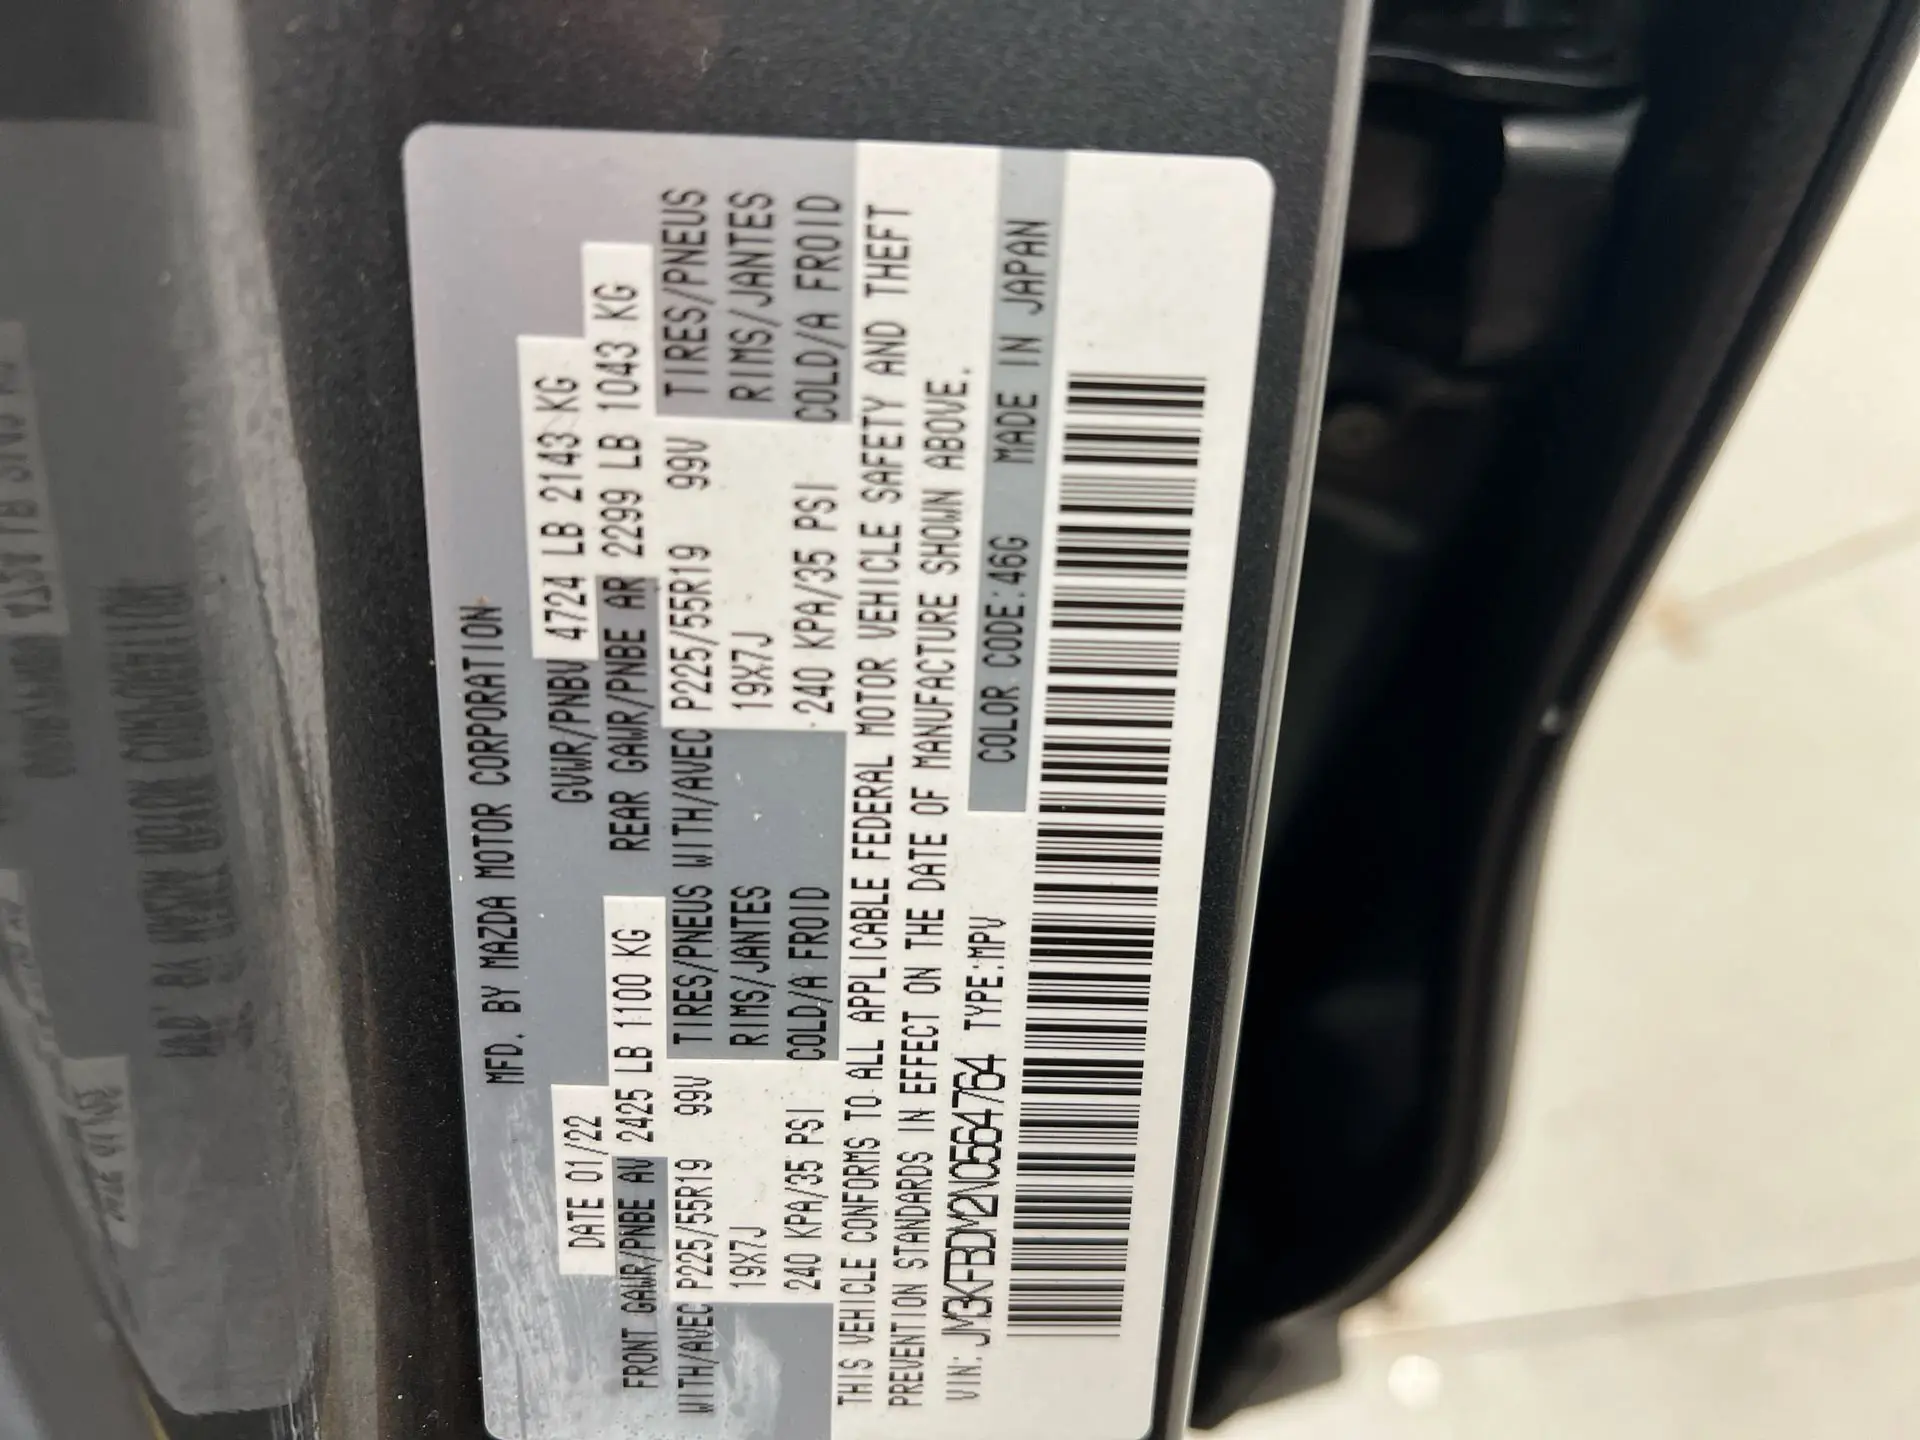 MFD. BY MAZDA MOTOR CORPORATION
DATE 01/22 GVWR/PNBV 4724 LB 2143 KG
FRONT GAWR/PNBE AV 2425 LB 1100 KG REAR GAWR/PNBE AR 2299 LB 1043 KG
WITH/AVEC P225/55R19 99V TIRES/PNEUS WITH/AVEC P225/55R19 99V TIRES/PNEUS
19X7J RIMS/JANTES 19X7J RIMS/JANTES
240 KPA/35 PSI COLD/A FROID 240 KPA/35 PSI COLD/A FROID
THIS VEHICLE CONFORMS TO ALL APPLICABLE FEDERAL MOTOR VEHICLE SAFETY AND THEFT
PREVENTION STANDARDS IN EFFECT ON THE DATE OF MANUFACTURE SHOWN ABOVE.
VIN: JM3KFBDM2N0564764 TYPE:MPV COLOR CODE:46G MADE IN JAPAN